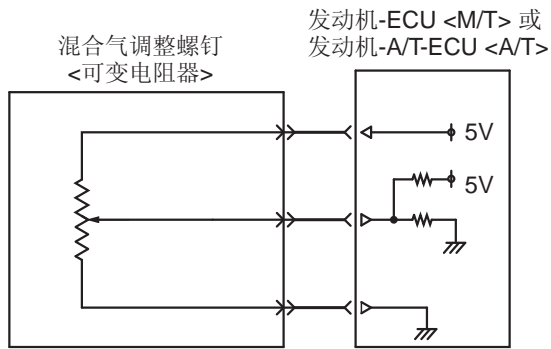 混合气调整螺钉
<可变电阻器>
发动机-ECU <M/T> 或
发动机-A/T-ECU <A/T>
5V
5V